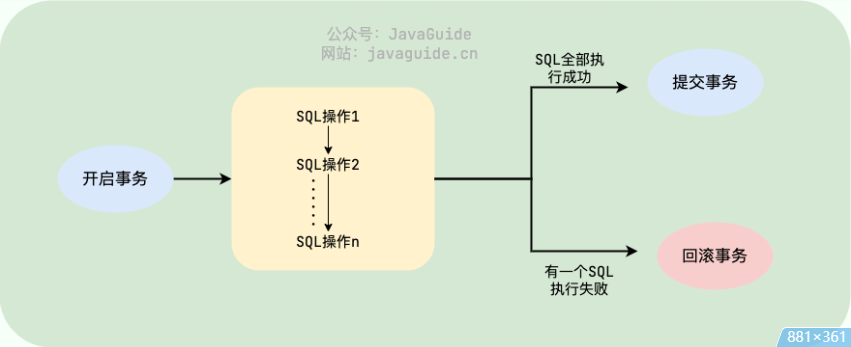 公众号：JavaGuide
网站：javaguide.cn
SQL全部执
行成功
提交事务
SQL操作1
SQL操作2
SQL操作n
开启事务
有一个SQL
执行失败
回滚事务
881×361